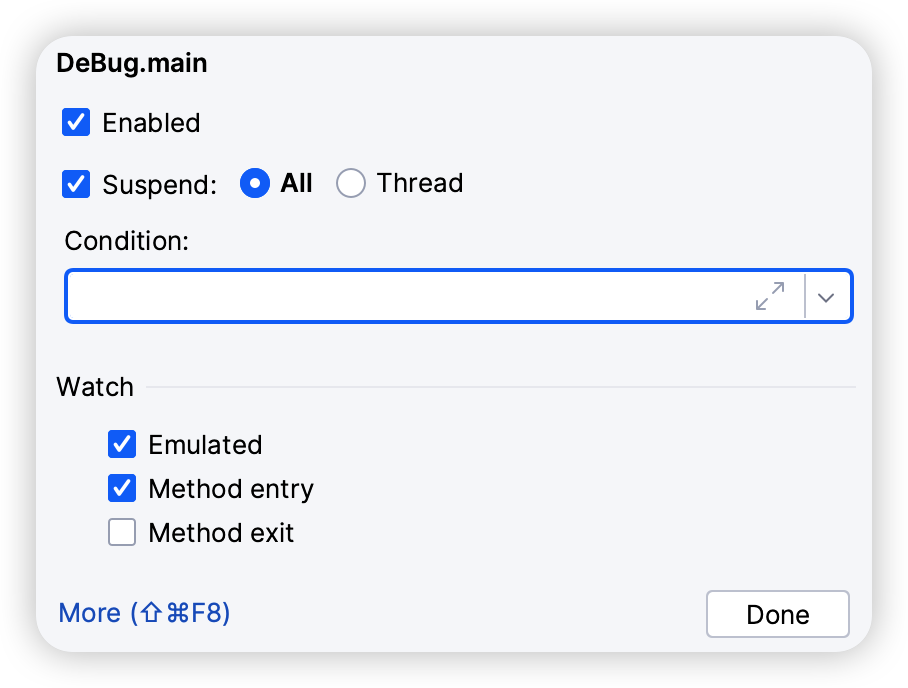 DeBug.main
Enabled
Suspend: All Thread
Condition:
Watch
Emulated
Method entry
Method exit
More (⇧⌘F8) Done